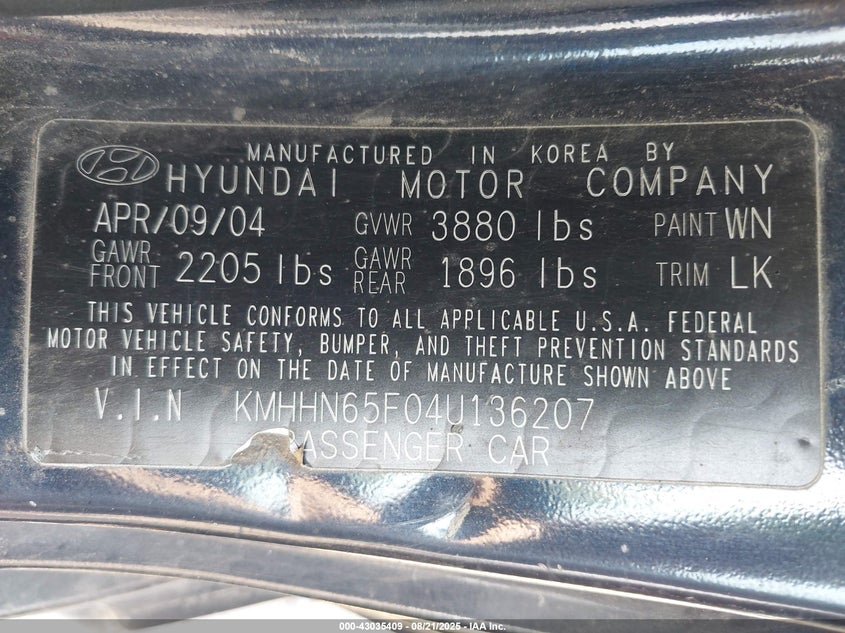 MANUFACTURED IN KOREA BY
HYUNDAI MOTOR COMPANY
APR/09/04 GVWR 3880 lbs PAINT WN
GAWR FRONT 2205 lbs GAWR REAR 1896 lbs TRIM LK
THIS VEHICLE CONFORMS TO ALL APPLICABLE U.S.A. FEDERAL
MOTOR VEHICLE SAFETY, BUMPER, AND THEFT PREVENTION STANDARDS
IN EFFECT ON THE DATE OF MANUFACTURE SHOWN ABOVE
V.I.N KMHHN65F04U136207
ASSENGER CAR
000-43035409 - 08/21/2025 - IAA Inc.